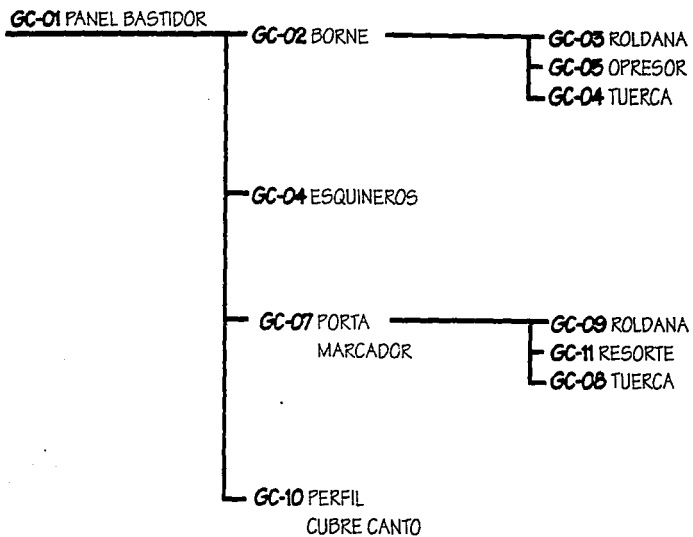 GC-01 PANEL BASTIDOR
GC-02 BORNE
GC-03 ROLDANA
GC-05 OPRESOR
GC-04 TUERCA
GC-04 ESQUINEROS
GC-07 PORTA
MARCADOR
GC-09 ROLDANA
GC-11 RESORTE
GC-08 TUERCA
GC-10 PERFIL
CUBRE CANTO